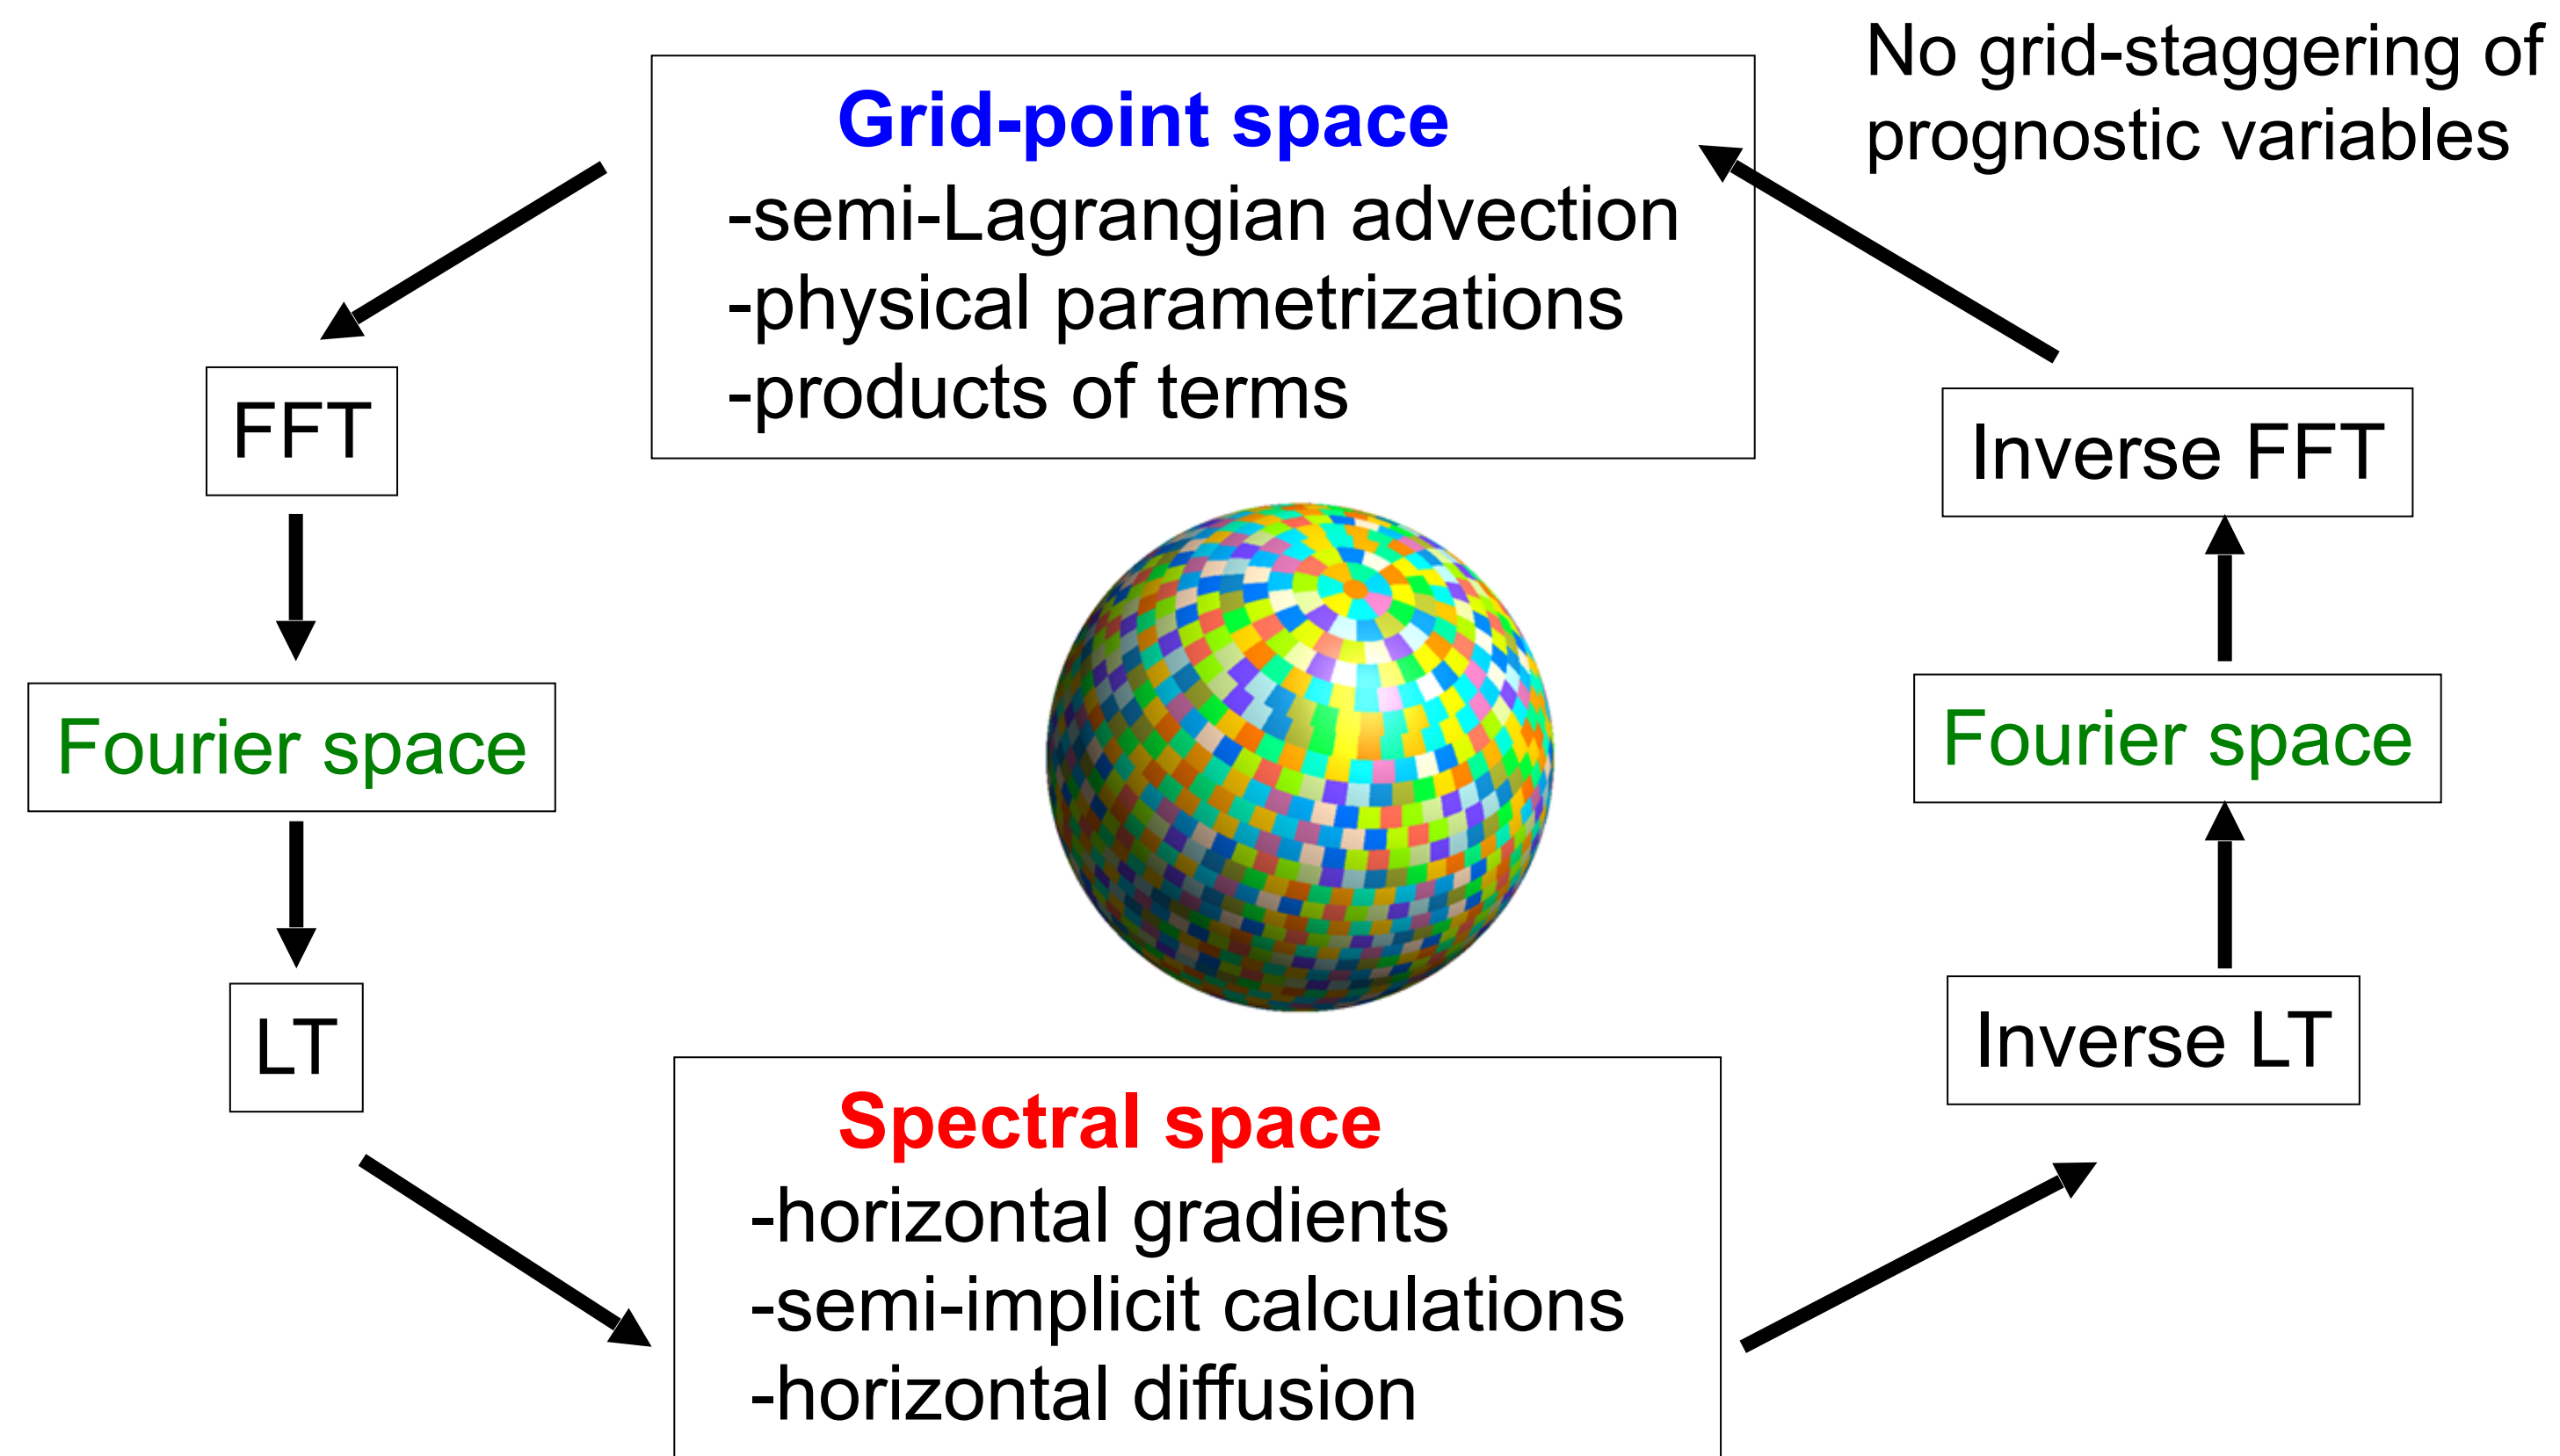 No grid-staggering of
prognostic variables
Grid-point space
-semi-Lagrangian advection
-physical parametrizations
-products of terms
FFT
Inverse FFT
Fourier space
Fourier space
LT
Inverse LT
Spectral space
-horizontal gradients
-semi-implicit calculations
-horizontal diffusion